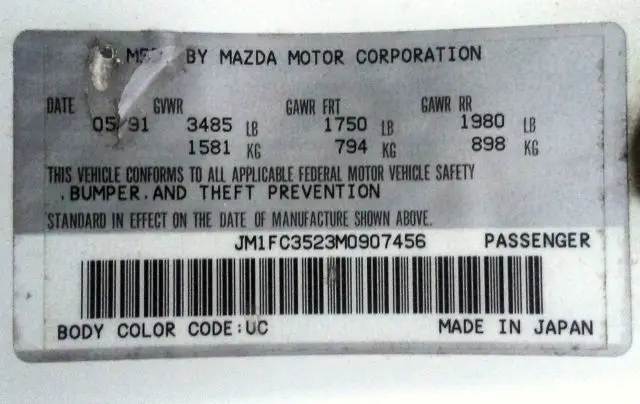 BY MAZDA MOTOR CORPORATION
DATE GVWR GAWR FRT GAWR RR
05/91 3485 LB 1750 LB 1980 LB
1581 KG 794 KG 898 KG
THIS VEHICLE CONFORMS TO ALL APPLICABLE FEDERAL MOTOR VEHICLE SAFETY
,BUMPER,AND THEFT PREVENTION
STANDARD IN EFFECT ON THE DATE OF MANUFACTURE SHOWN ABOVE.
JM1FC3523M0907456 PASSENGER
BODY COLOR CODE:UC MADE IN JAPAN